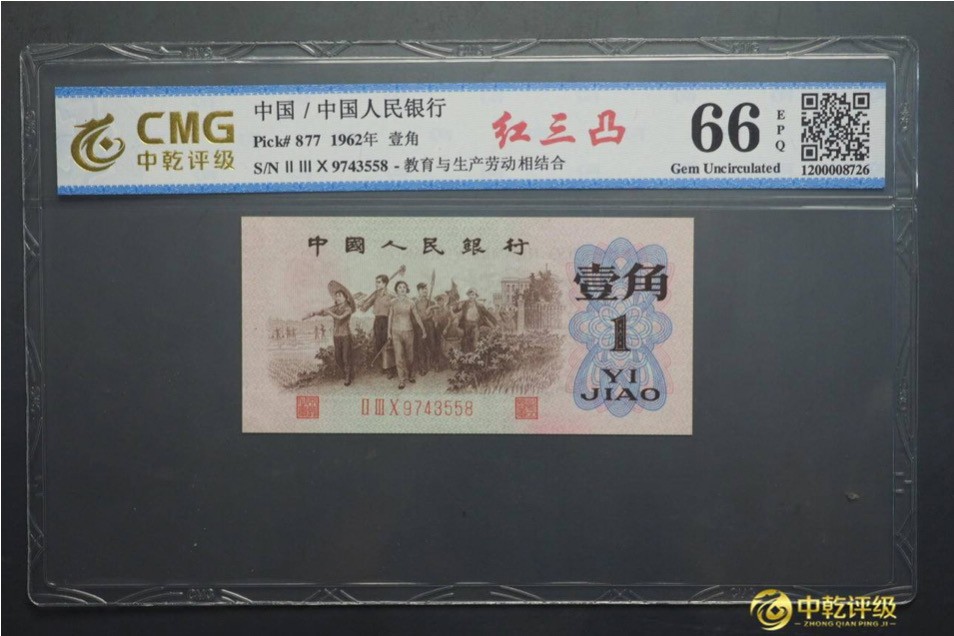 CMG
中乾评级
中国 / 中国人民银行
Pick# 877 1962年 壹角
S/N II III X 9743558 - 教育与生产劳动相结合
红三凸
66
EPQ
Gem Uncirculated
1200008726
中國人民銀行
壹角
1
YI
JIAO
II III X 9743558
中乾评级
ZHONG QIAN PING JI